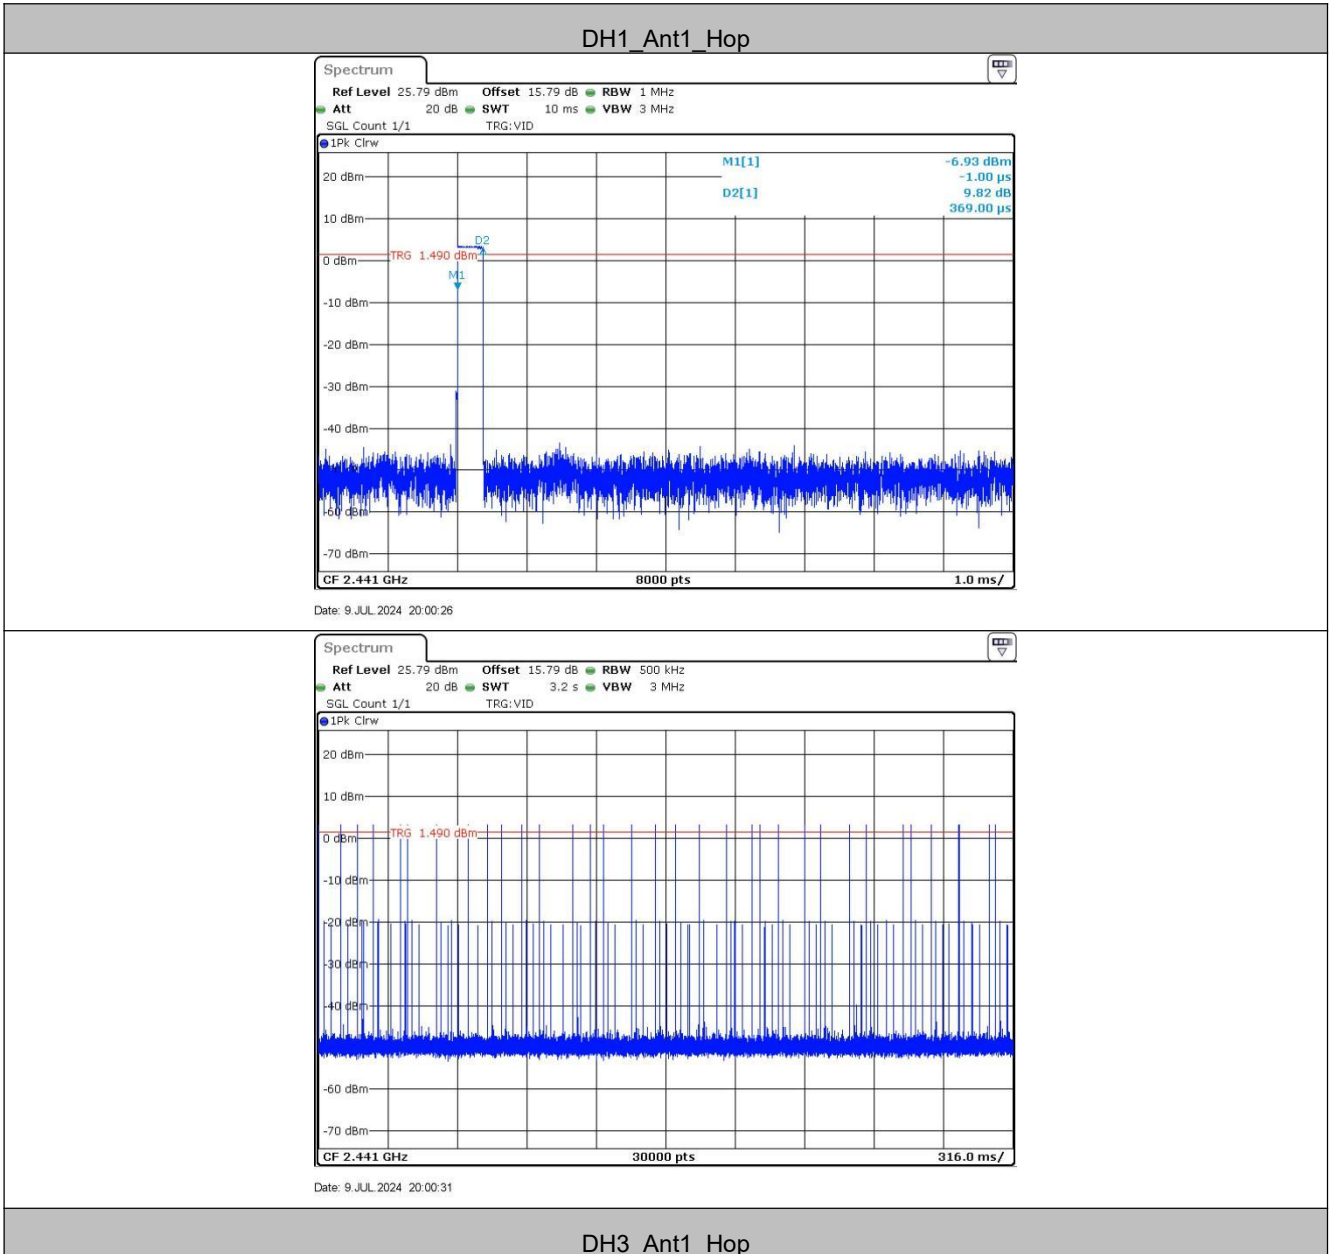 DH1_Ant1_Hop
Spectrum
Ref Level 25.79 dBm Offset 15.79 dB RBW 1 MHz
Att 20 dB SWT 10 ms VBW 3 MHz
SGL Count 1/1 TRG:VID
1Pk Clrw
M1[1] -6.93 dBm
-1.00 µs
D2[1] 9.82 dB
369.00 µs
20 dBm
10 dBm
D2
TRG 1.490 dBm
0 dBm
M1
-10 dBm
-20 dBm
-30 dBm
-40 dBm
-60 dBm
-70 dBm
CF 2.441 GHz 8000 pts 1.0 ms/
Date: 9.JUL.2024 20:00:26
Spectrum
Ref Level 25.79 dBm Offset 15.79 dB RBW 500 kHz
Att 20 dB SWT 3.2 s VBW 3 MHz
SGL Count 1/1 TRG:VID
1Pk Clrw
20 dBm
10 dBm
TRG 1.490 dBm
0 dBm
-10 dBm
-20 dBm
-30 dBm
-40 dBm
-60 dBm
-70 dBm
CF 2.441 GHz 30000 pts 316.0 ms/
Date: 9.JUL.2024 20:00:31
DH3_Ant1_Hop